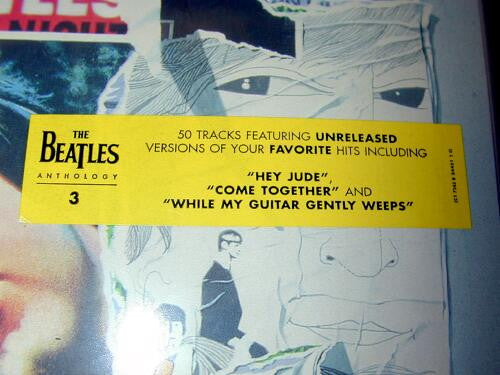 NIGHT
THE
BEATLES
ANTHOLOGY
3
50 TRACKS FEATURING UNRELEASED
VERSIONS OF YOUR FAVORITE HITS INCLUDING
"HEY JUDE",
"COME TOGETHER" AND
"WHILE MY GUITAR GENTLY WEEPS"